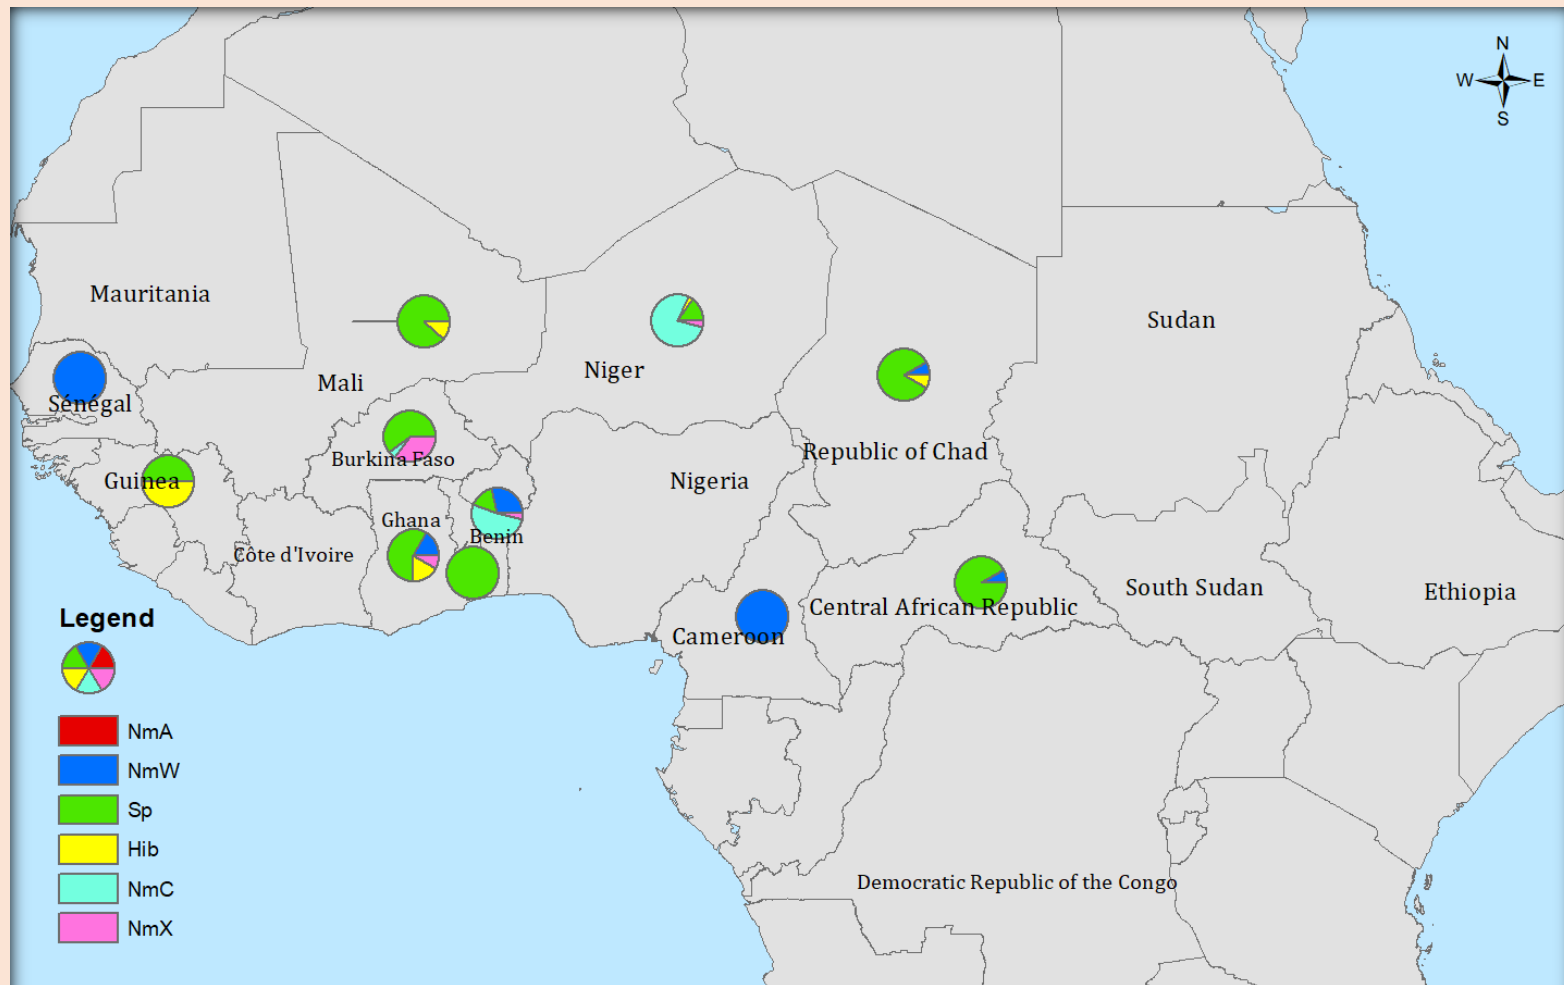 N
W E
S
Mauritania
Sudan
Niger
Mali
Sénégal
Republic of Chad
Burkina Faso
Guinea
Nigeria
Ghana
Benin
Côte d'Ivoire
South Sudan
Ethiopia
Central African Republic
Cameroon
Democratic Republic of the Congo
Legend
NmA
NmW
Sp
Hib
NmC
NmX